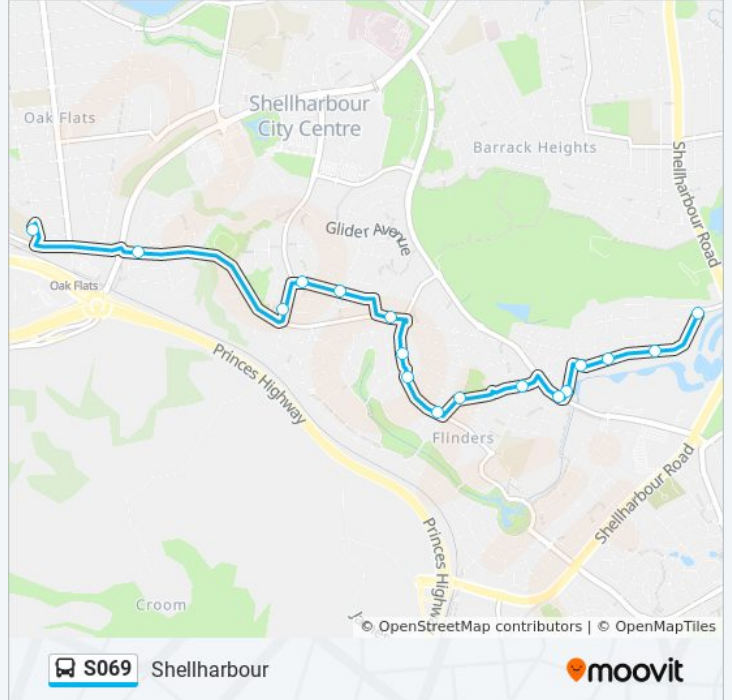 Shellharbour
City Centre
Oak Flats
Barrack Heights
Shellharbour Road
Glider Avenue
Oak Flats
Princes Highway
Flinders
Shellharbour Road
Princes Highw
Croom
© OpenStreetMap contributors | © OpenMapTiles
S069 Shellharbour
moovit